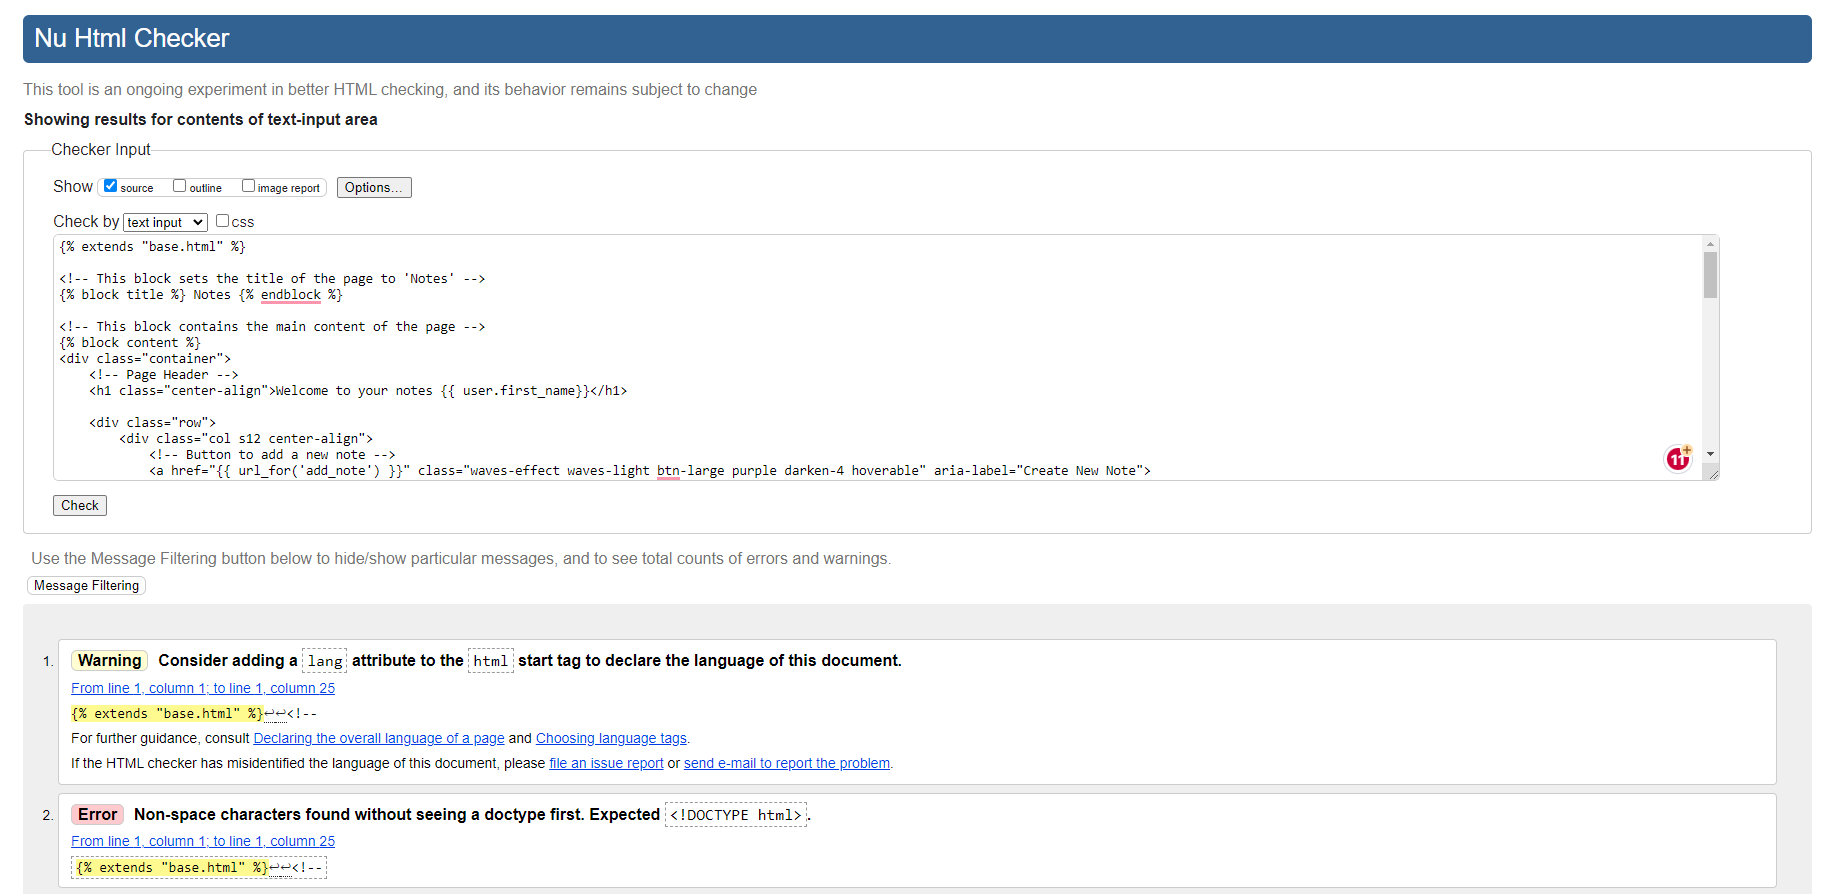 Nu Html Checker
This tool is an ongoing experiment in better HTML checking, and its behavior remains subject to change
Showing results for contents of text-input area
Checker Input
Show source outline image report Options...
Check by text input css
{% extends "base.html" %}
<!-- This block sets the title of the page to 'Notes' -->
{% block title %} Notes {% endblock %}
<!-- This block contains the main content of the page -->
{% block content %}
<div class="container">
<!-- Page Header -->
<h1 class="center-align">Welcome to your notes {{ user.first_name}}</h1>
<div class="row">
<div class="col s12 center-align">
<!-- Button to add a new note -->
<a href="{{ url_for('add_note') }}" class="waves-effect waves-light btn-large purple darken-4 hoverable" aria-label="Create New Note">
11+
Check
Use the Message Filtering button below to hide/show particular messages, and to see total counts of errors and warnings.
Message Filtering
1. Warning Consider adding a lang attribute to the html start tag to declare the language of this document.
From line 1, column 1; to line 1, column 25
{% extends "base.html" %}↩↩<!--
For further guidance, consult Declaring the overall language of a page and Choosing language tags.
If the HTML checker has misidentified the language of this document, please file an issue report or send e-mail to report the problem.
2. Error Non-space characters found without seeing a doctype first. Expected <!DOCTYPE html>.
From line 1, column 1; to line 1, column 25
{% extends "base.html" %}↩↩<!--